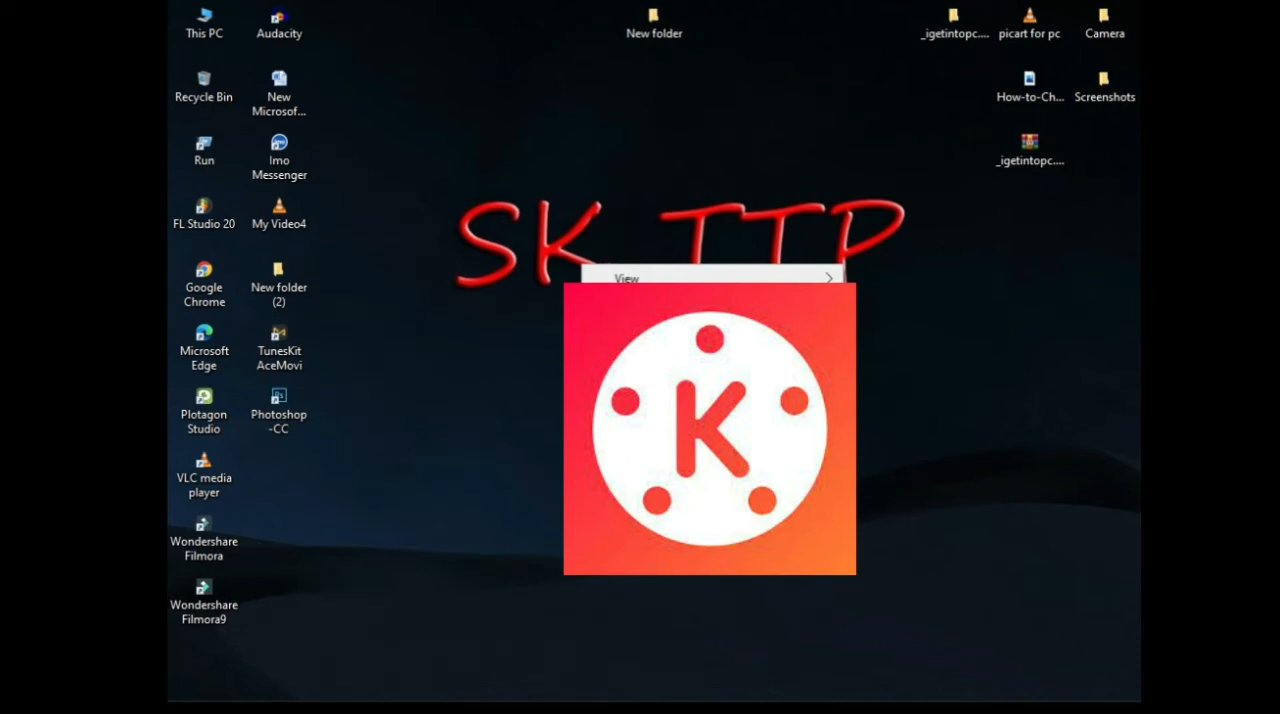 This PC
Audacity
New folder
_igetintopc....
picart for pc
Camera
Recycle Bin
New
Microsof...
How-to-Ch...
Screenshots
Run
Imo
Messenger
_igetintopc....
SK TTP
FL Studio 20
My Video4
View
Google
Chrome
New folder
(2)
Microsoft
Edge
TunesKit
AceMovi
K
Plotagon
Studio
Photoshop
-CC
VLC media
player
Wondershare
Filmora
Wondershare
Filmora9